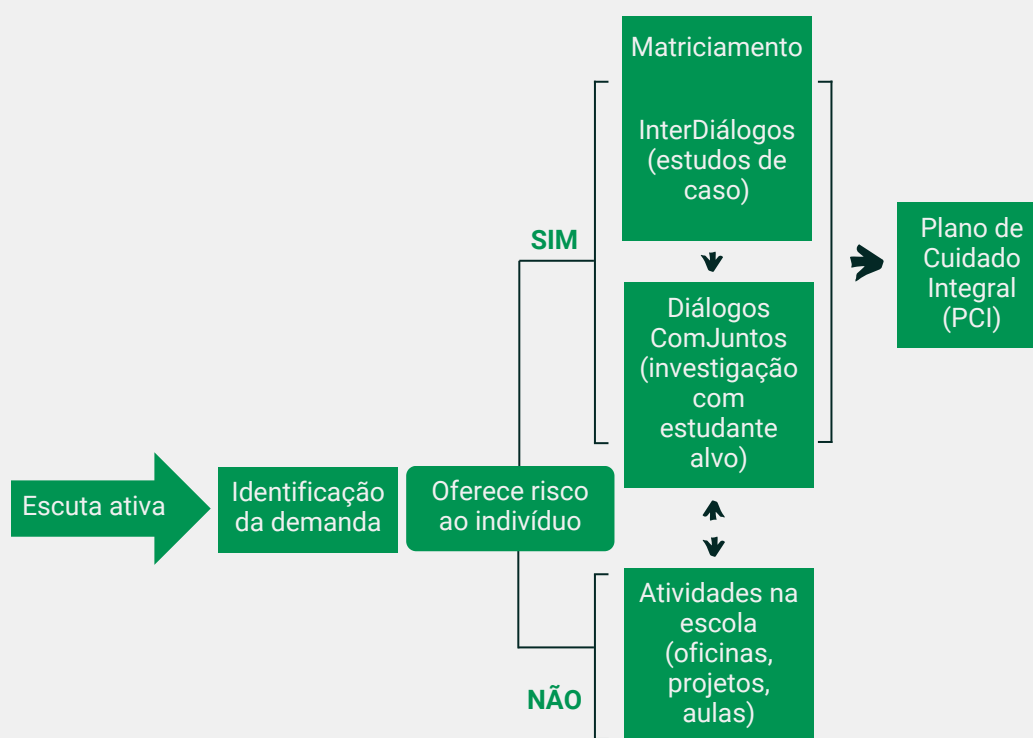 Escuta ativa
Identificação
da demanda
Oferece risco
ao indivíduo
SIM
Matriciamento
InterDiálogos
(estudos de
caso)
Diálogos
ComJuntos
(investigação
com
estudante
alvo)
Plano de
Cuidado
Integral
(PCI)
NÃO
Atividades na
escola
(oficinas,
projetos,
aulas)